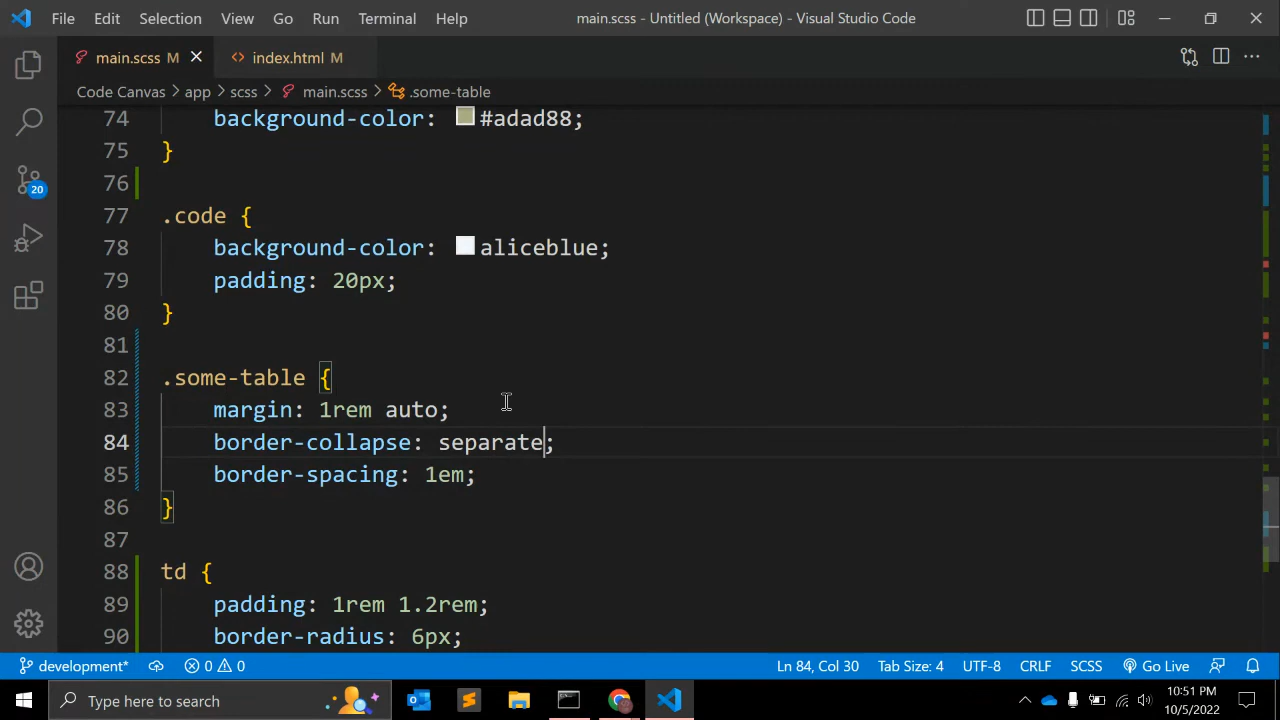 File Edit Selection View Go Run Terminal Help main.scss - Untitled (Workspace) - Visual Studio Code
main.scss M index.html M
Code Canvas > app > scss > main.scss > .some-table
74 background-color: #adad88;
75 }
76
77 .code {
78 background-color: aliceblue;
79 padding: 20px;
80 }
81
82 .some-table {
83 margin: 1rem auto;
84 border-collapse: separate;
85 border-spacing: 1em;
86 }
87
88 td {
89 padding: 1rem 1.2rem;
90 border-radius: 6px;
20
development* 0 0 Ln 84, Col 30 Tab Size: 4 UTF-8 CRLF SCSS Go Live
Type here to search
10:51 PM
10/5/2022